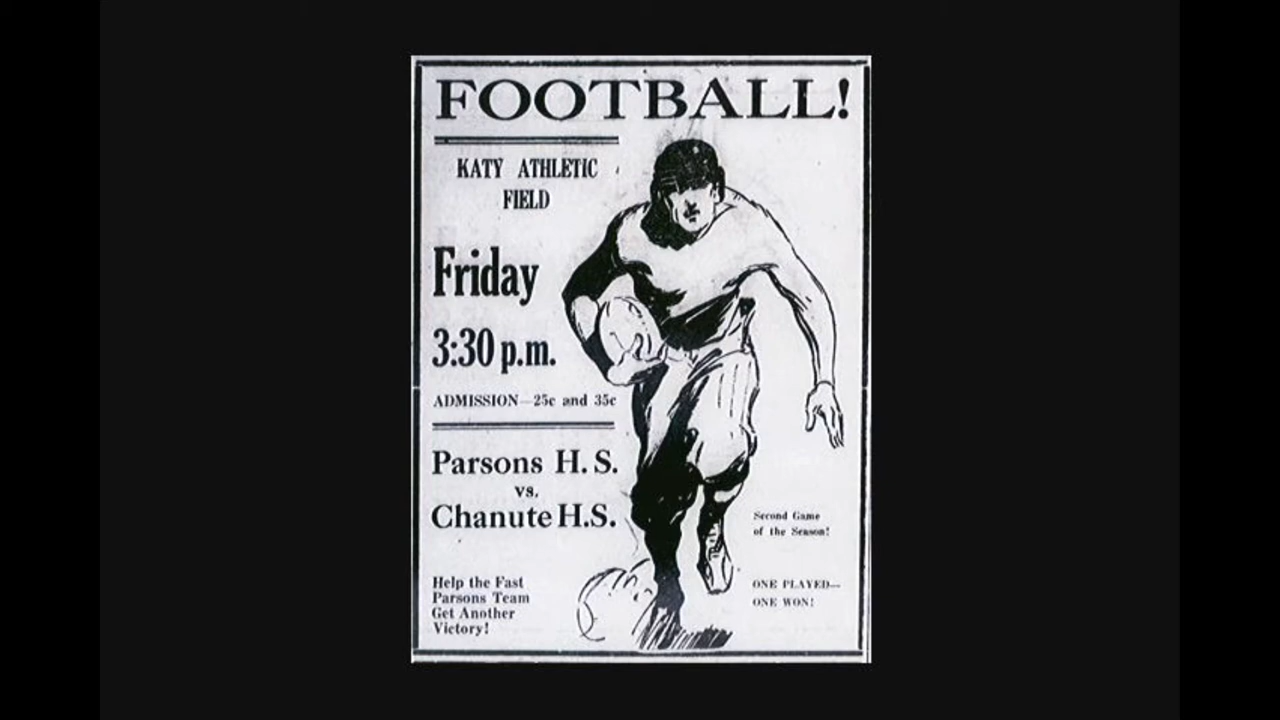 FOOTBALL!
KATY ATHLETIC
FIELD
Friday
3:30 p.m.
ADMISSION—25c and 35c
Parsons H.S.
vs.
Chanute H.S.
Second Game
of the Season!
Help the Fast
Parsons Team
Get Another
Victory!
ONE PLAYED—
ONE WON!